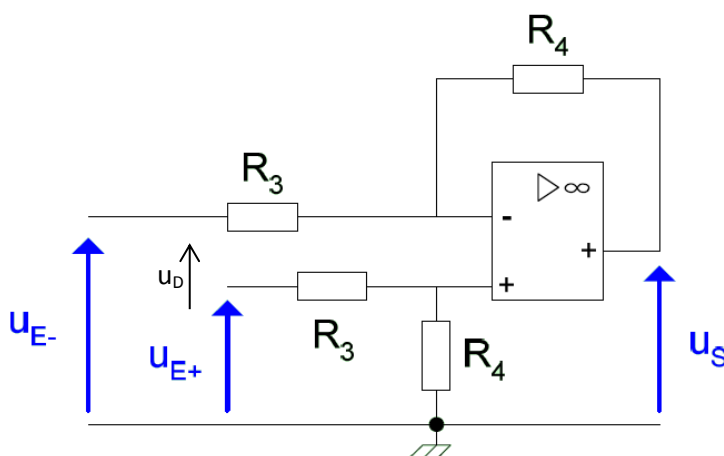 R4
R3
▷∞
-
+
uD
uE-
+
uE+
R3
R4
uS